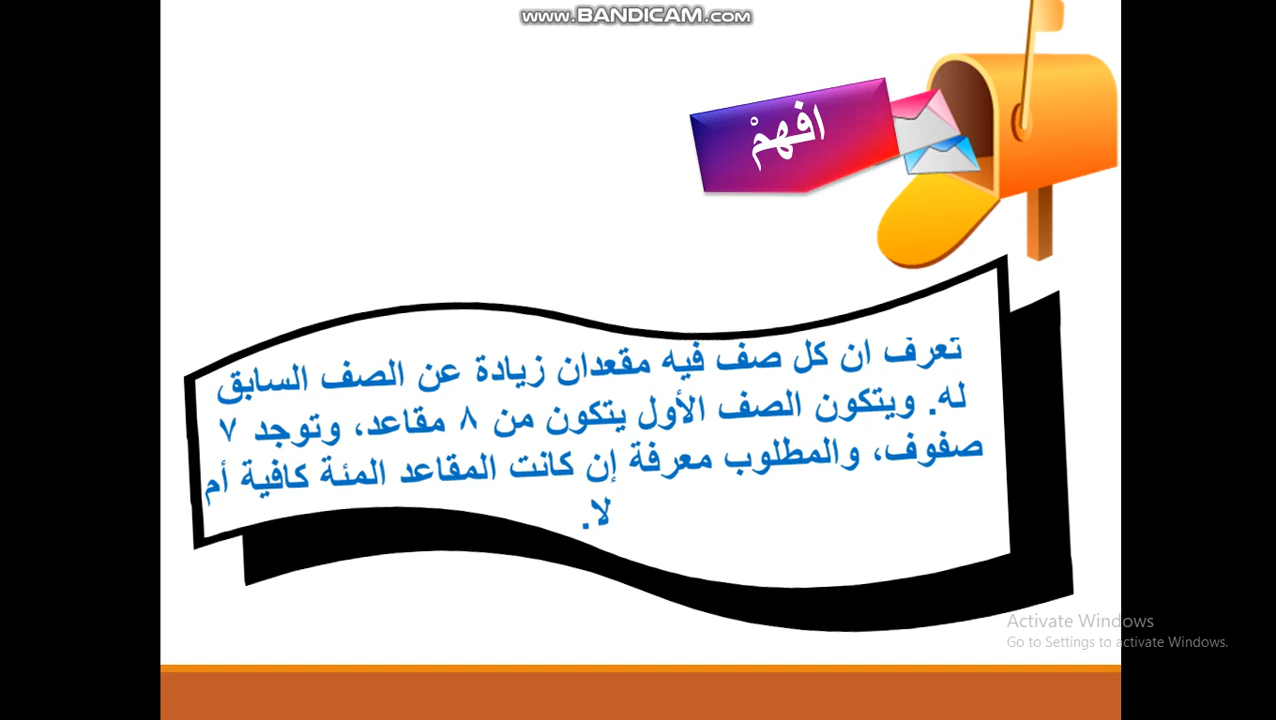 www.BANDICAM.com
افهمْ
تعرف ان كل صف فيه مقعدان زيادة عن الصف السابق
له. ويتكون الصف الأول يتكون من ٨ مقاعد، وتوجد ٧
صفوف، والمطلوب معرفة إن كانت المقاعد المئة كافية أم
لا.
Activate Windows
Go to Settings to activate Windows.